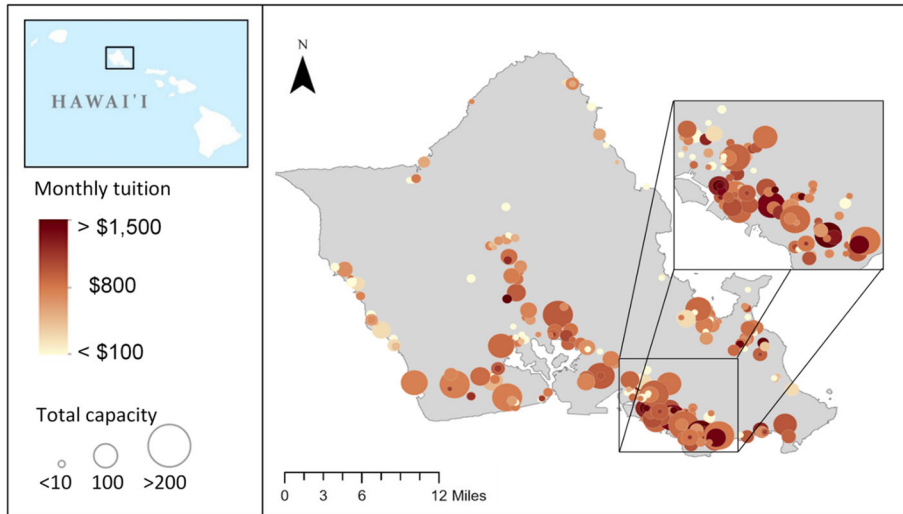 HAWAI'I
Monthly tuition
> $1,500
$800
< $100
Total capacity
<10 100 >200
N
0 3 6 12 Miles